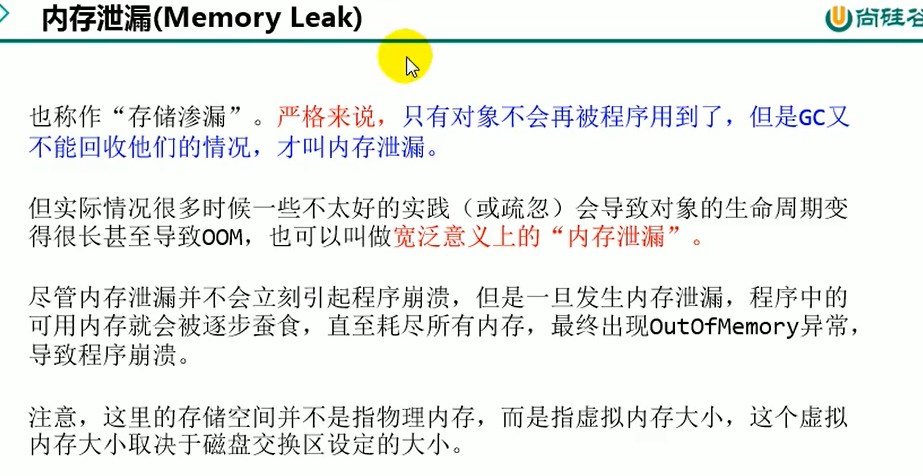 内存泄漏(Memory Leak)
尚硅谷
也称作“存储渗漏”。严格来说，只有对象不会再被程序用到了，但是GC又
不能回收他们的情况，才叫内存泄漏。
但实际情况很多时候一些不太好的实践（或疏忽）会导致对象的生命周期变
得很长甚至导致OOM，也可以叫做宽泛意义上的“内存泄漏”。
尽管内存泄漏并不会立刻引起程序崩溃，但是一旦发生内存泄漏，程序中的
可用内存就会被逐步蚕食，直至耗尽所有内存，最终出现OutOfMemory异常，
导致程序崩溃。
注意，这里的存储空间并不是指物理内存，而是指虚拟内存大小，这个虚拟
内存大小取决于磁盘交换区设定的大小。